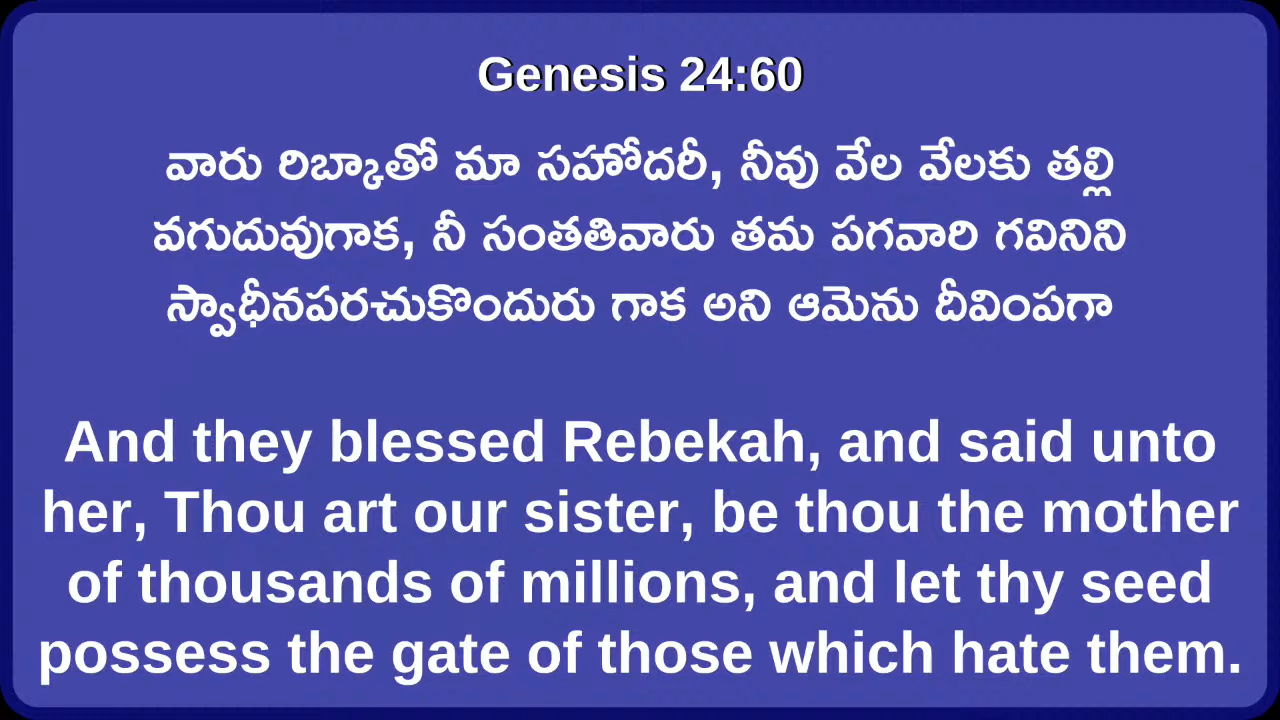 Genesis 24:60
వారు రిబ్కాతో మా సహోదరీ, నీవు వేల వేలకు తల్లి
వగుదువుగాక, నీ సంతతివారు తమ పగవారి గవినిని
స్వాధీనపరచుకొందురు గాక అని ఆమెను దీవింపగా
And they blessed Rebekah, and said unto
her, Thou art our sister, be thou the mother
of thousands of millions, and let thy seed
possess the gate of those which hate them.